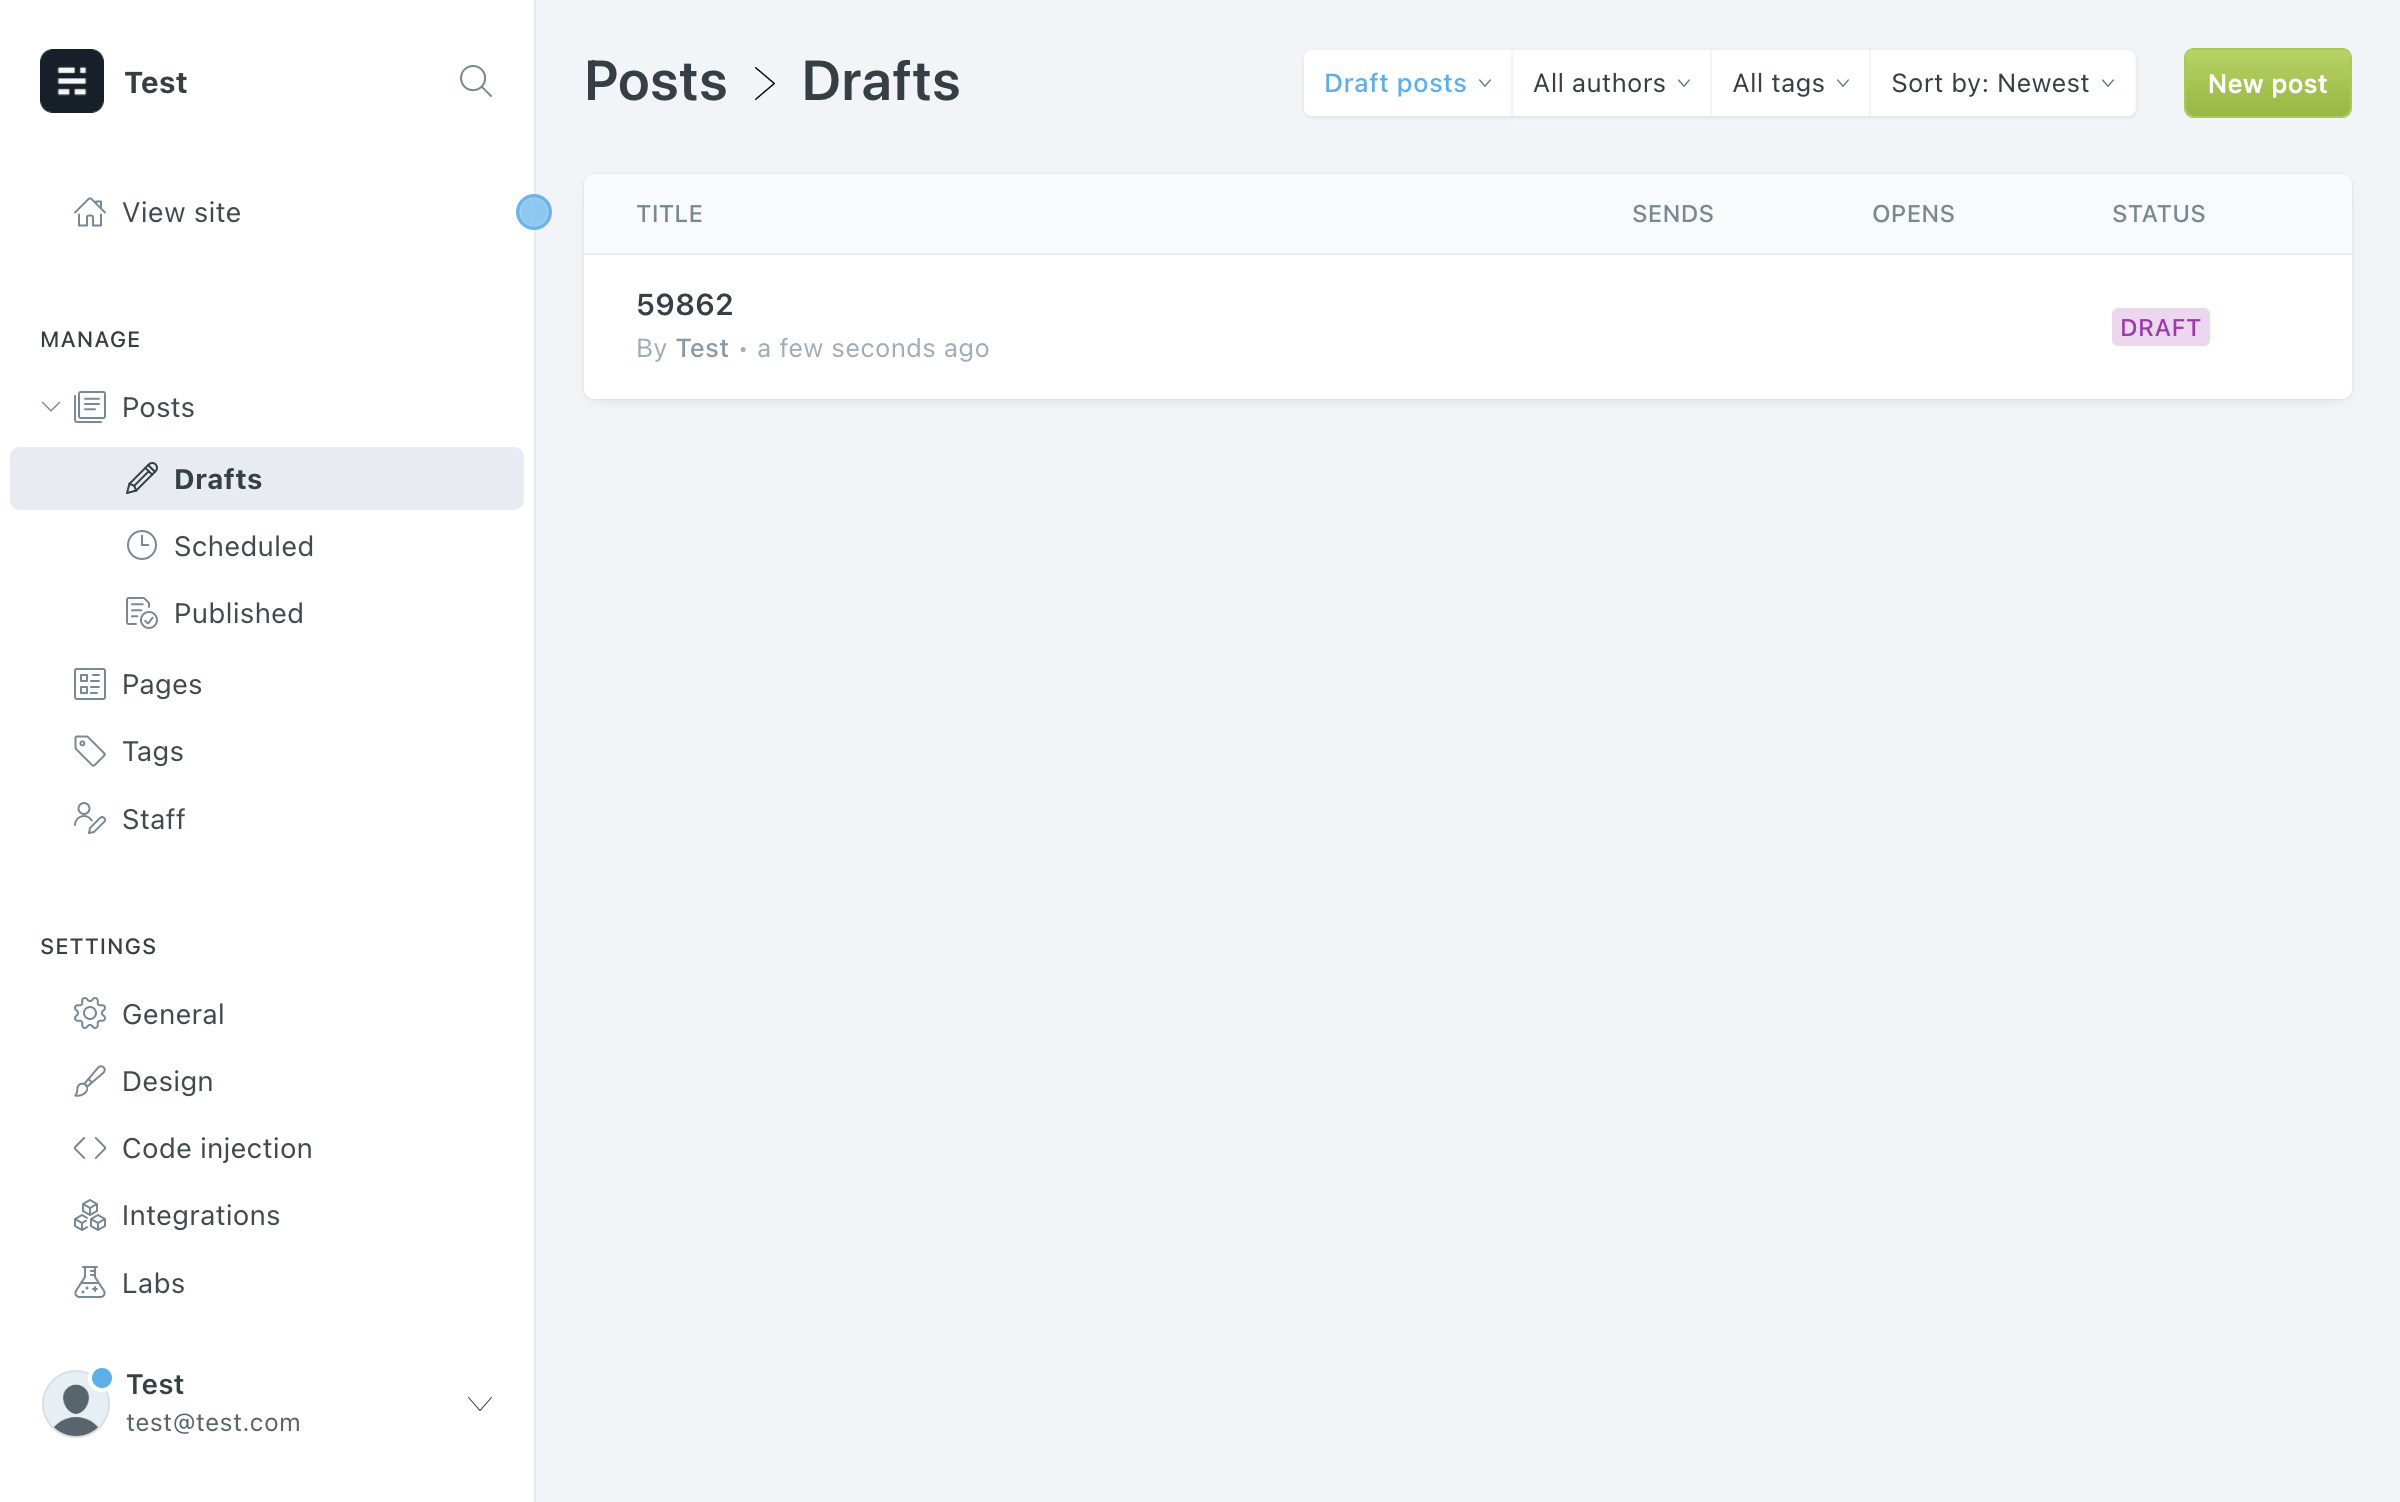 Test
View site
MANAGE
Posts
Drafts
Scheduled
Published
Pages
Tags
Staff
SETTINGS
General
Design
Code injection
Integrations
Labs
Test
test@test.com
Posts > Drafts
Draft posts
All authors
All tags
Sort by: Newest
New post
TITLE SENDS OPENS STATUS
59862
By Test • a few seconds ago
DRAFT